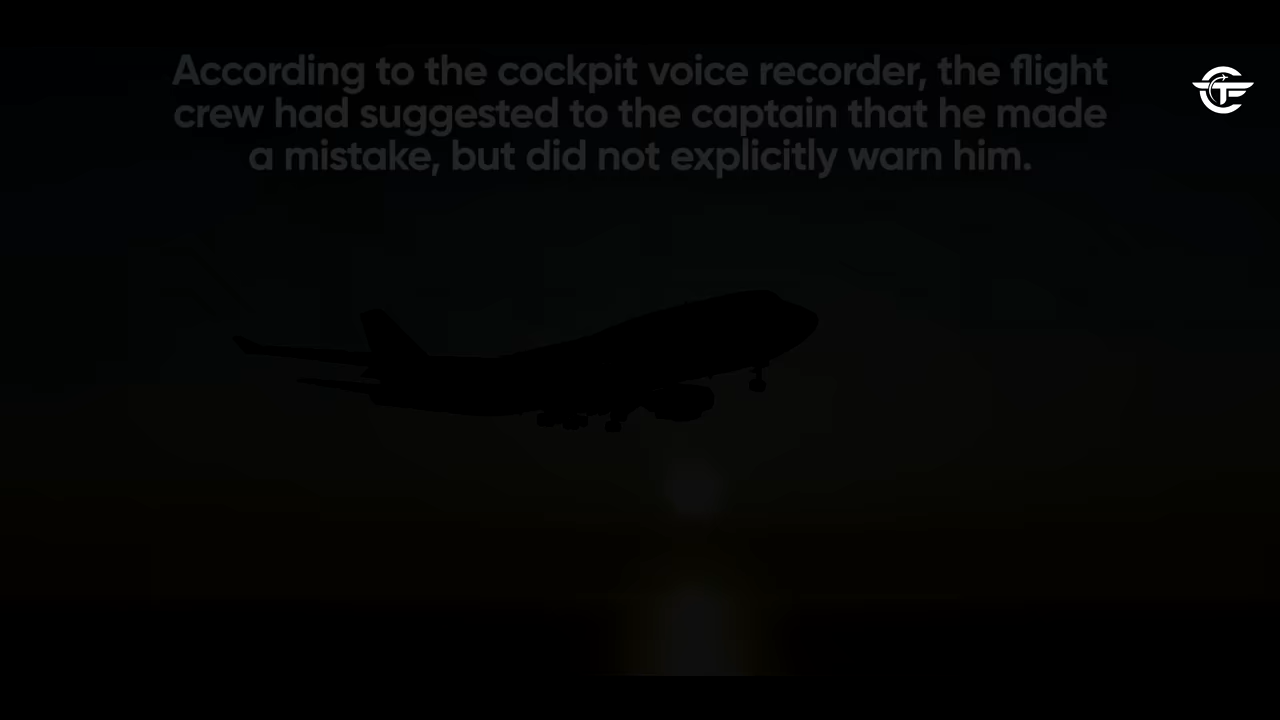 According to the cockpit voice recorder, the flight
crew had suggested to the captain that he made
a mistake, but did not explicitly warn him.